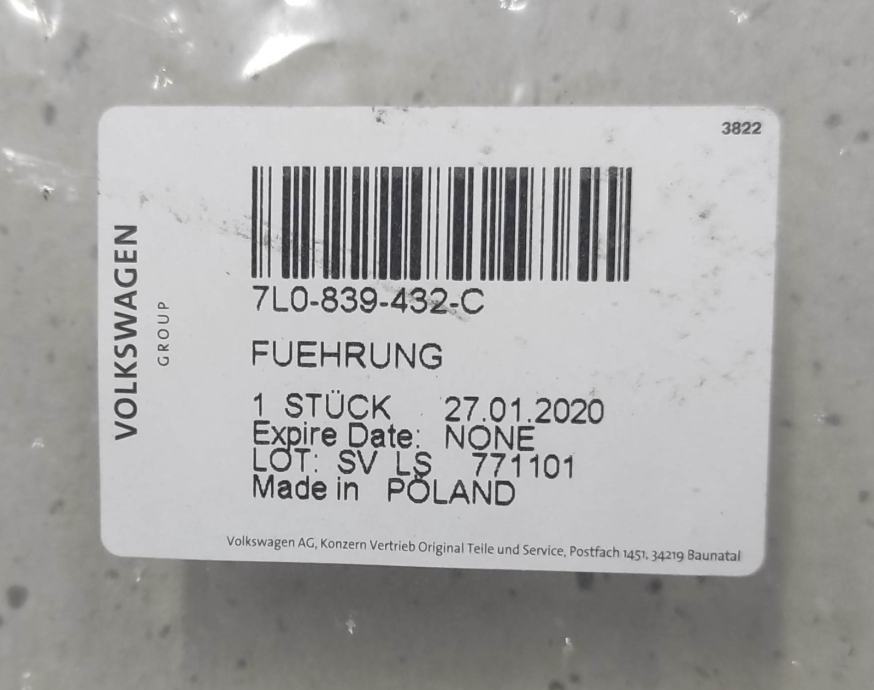 3822
VOLKSWAGEN
GROUP
7L0-839-432-C
FUEHRUNG
1 STÜCK 27.01.2020
Expire Date: NONE
LOT: SV LS 771101
Made in POLAND
Volkswagen AG, Konzern Vertrieb Original Teile und Service, Postfach 1451, 34219 Baunatal